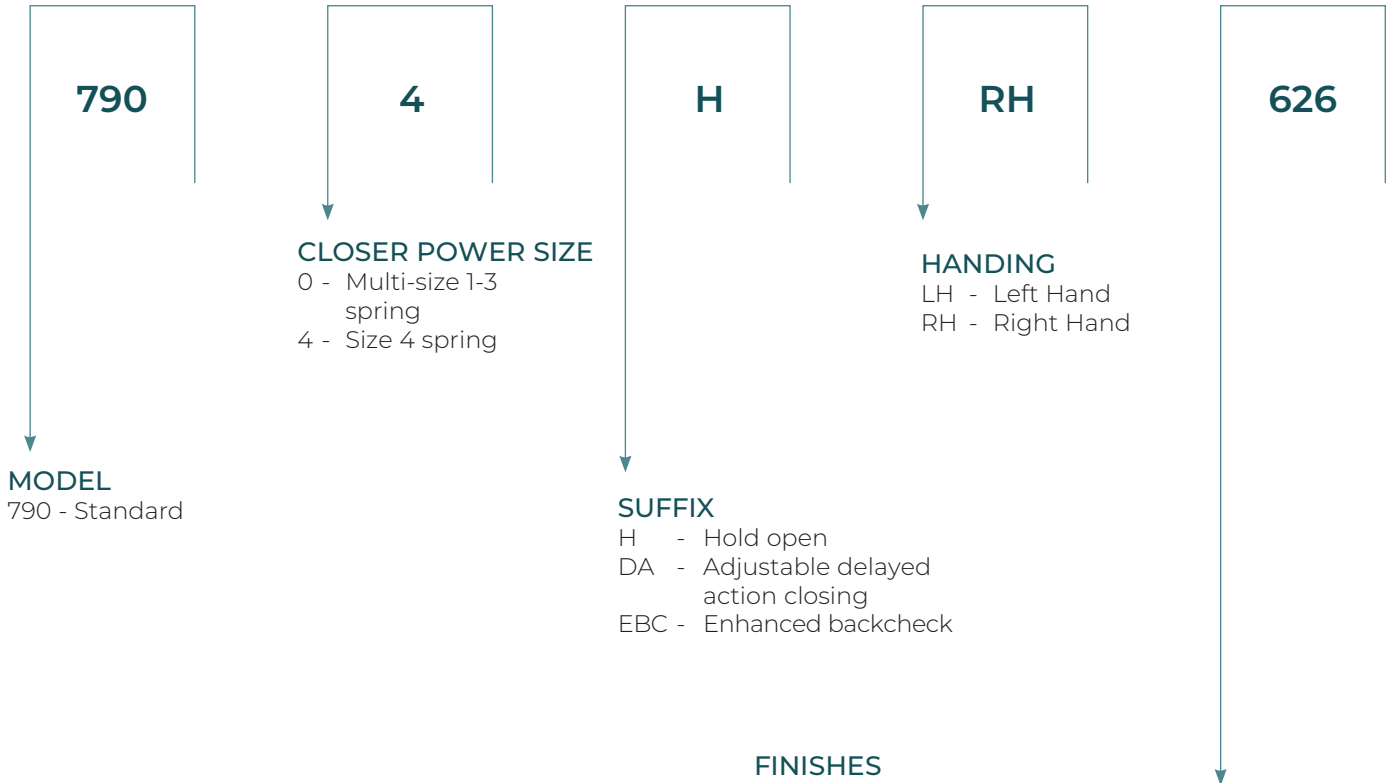 790 4 H RH 626
CLOSER POWER SIZE
0 - Multi-size 1-3
spring
4 - Size 4 spring
HANDING
LH - Left Hand
RH - Right Hand
MODEL
790 - Standard
SUFFIX
H - Hold open
DA - Adjustable delayed
action closing
EBC - Enhanced backcheck
FINISHES